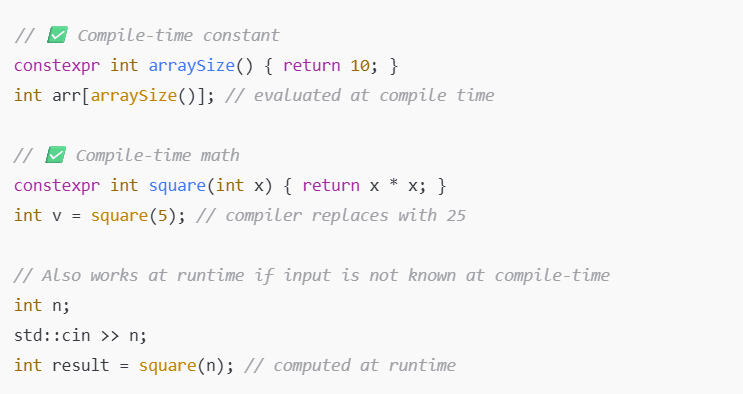 // ✅ Compile-time constant
constexpr int arraySize() { return 10; }
int arr[arraySize()]; // evaluated at compile time
// ✅ Compile-time math
constexpr int square(int x) { return x * x; }
int v = square(5); // compiler replaces with 25
// Also works at runtime if input is not known at compile-time
int n;
std::cin >> n;
int result = square(n); // computed at runtime